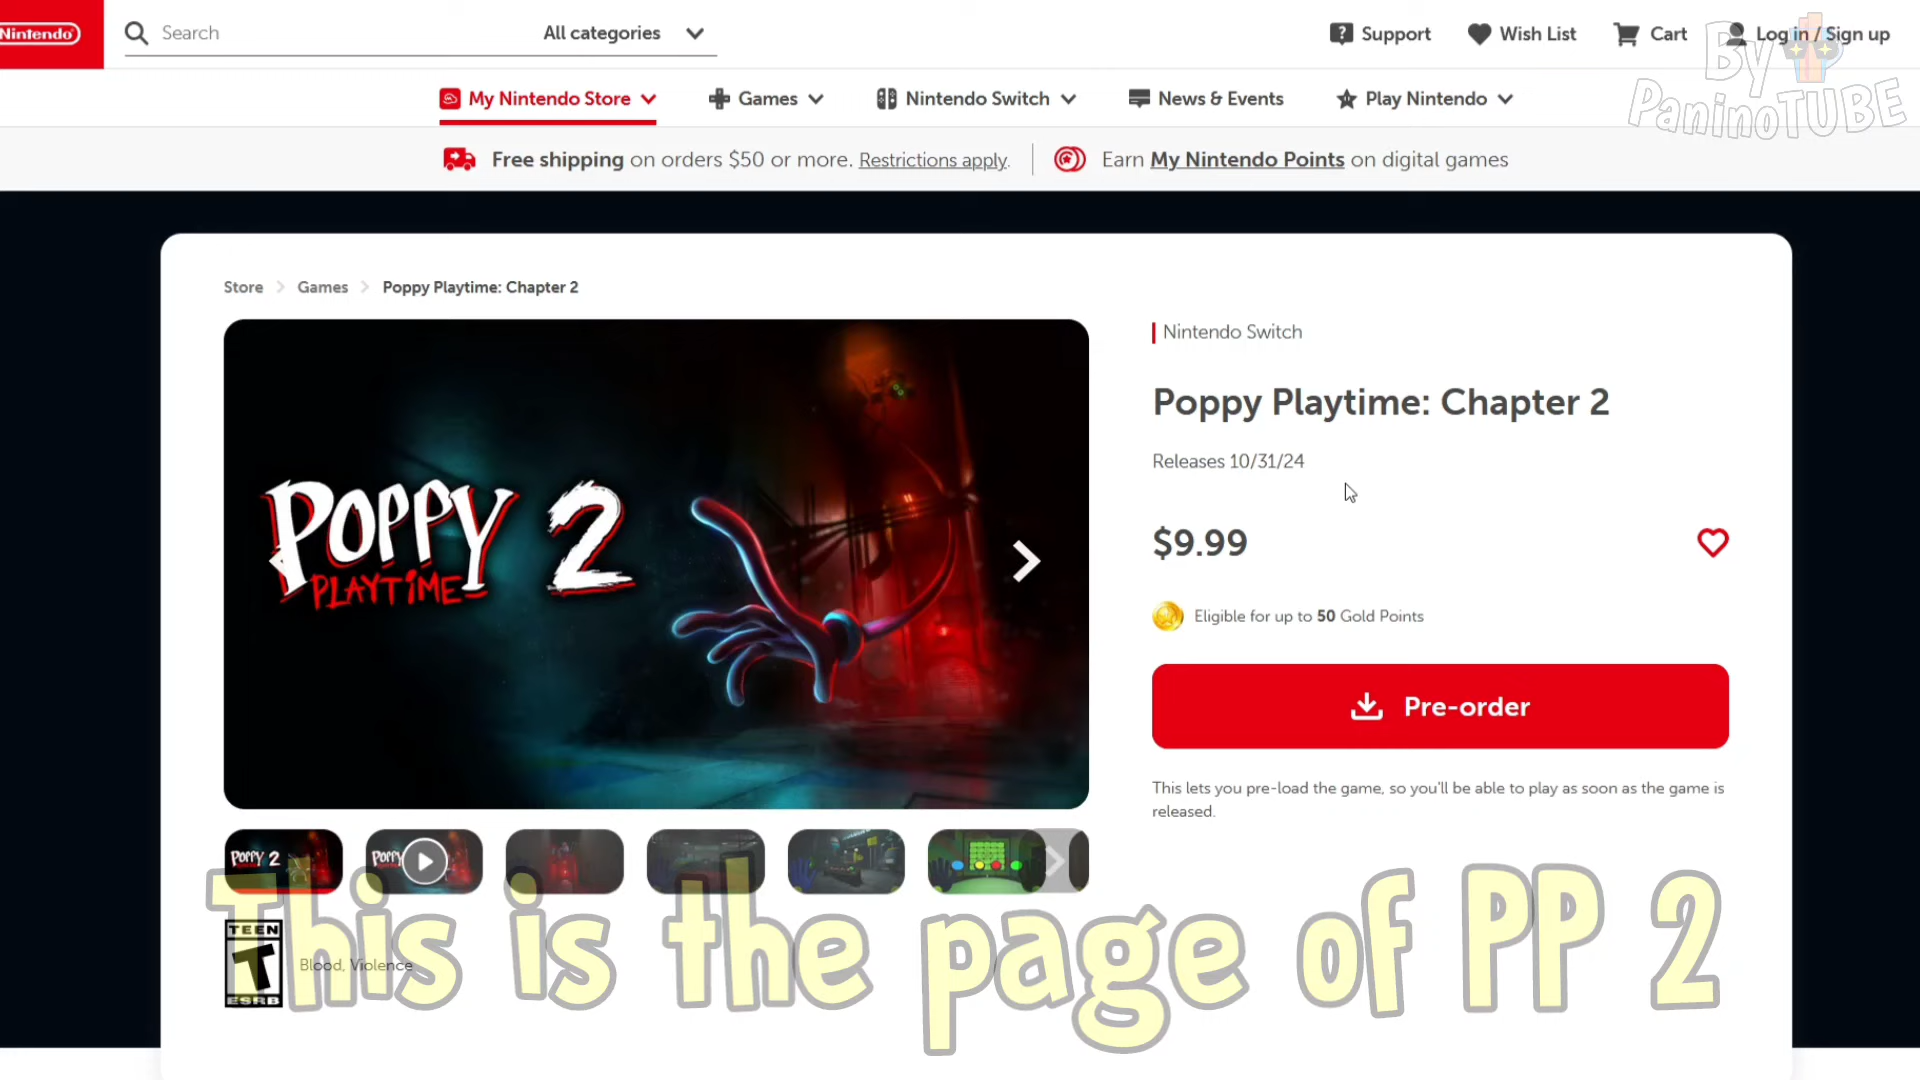 Nintendo
Search
All categories
Support
Wish List
Cart
Log in / Sign up
By
PaninoTUBE
My Nintendo Store
Games
Nintendo Switch
News & Events
Play Nintendo
Free shipping on orders $50 or more. Restrictions apply.
Earn My Nintendo Points on digital games
Store
Games
Poppy Playtime: Chapter 2
Nintendo Switch
Poppy Playtime: Chapter 2
Releases 10/31/24
POPPY 2
PLAYTIME
$9.99
Eligible for up to 50 Gold Points
Pre-order
This lets you pre-load the game, so you'll be able to play as soon as the game is
released.
POPPY 2
POPPY
This is the page of PP 2
TEEN
T
ESRB
Blood, Violence